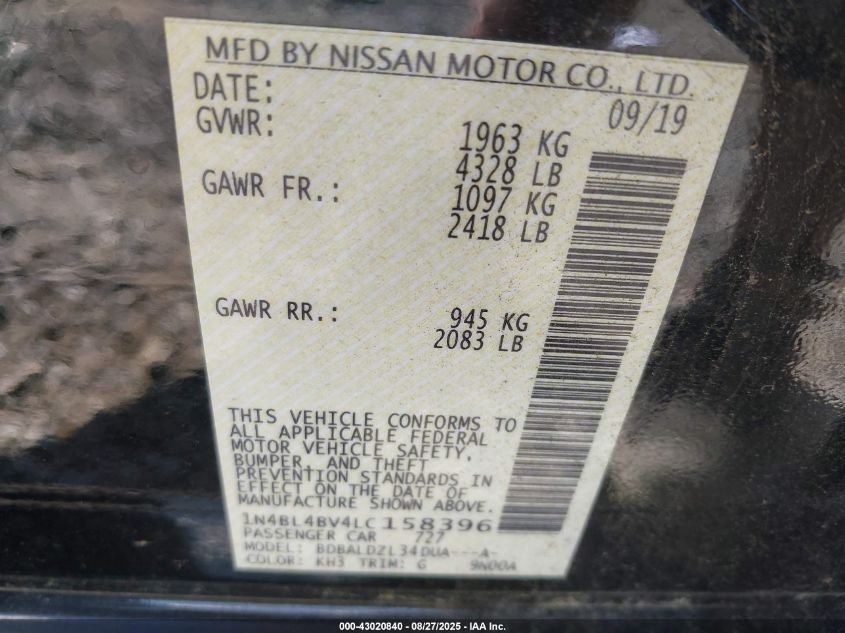 MFD BY NISSAN MOTOR CO., LTD.
DATE: 09/19
GVWR: 1963 KG
4328 LB
GAWR FR.: 1097 KG
2418 LB
GAWR RR.: 945 KG
2083 LB
THIS VEHICLE CONFORMS TO
ALL APPLICABLE FEDERAL
MOTOR VEHICLE SAFETY,
BUMPER, AND THEFT
PREVENTION STANDARDS IN
EFFECT ON THE DATE OF
MANUFACTURE SHOWN ABOVE.
1N4BL4BV4LC158396
PASSENGER CAR 727
MODEL: BDBALDZL34DUA---A-
COLOR: KH3 TRIM: G 9N00A
000-43020840 - 08/27/2025 - IAA Inc.